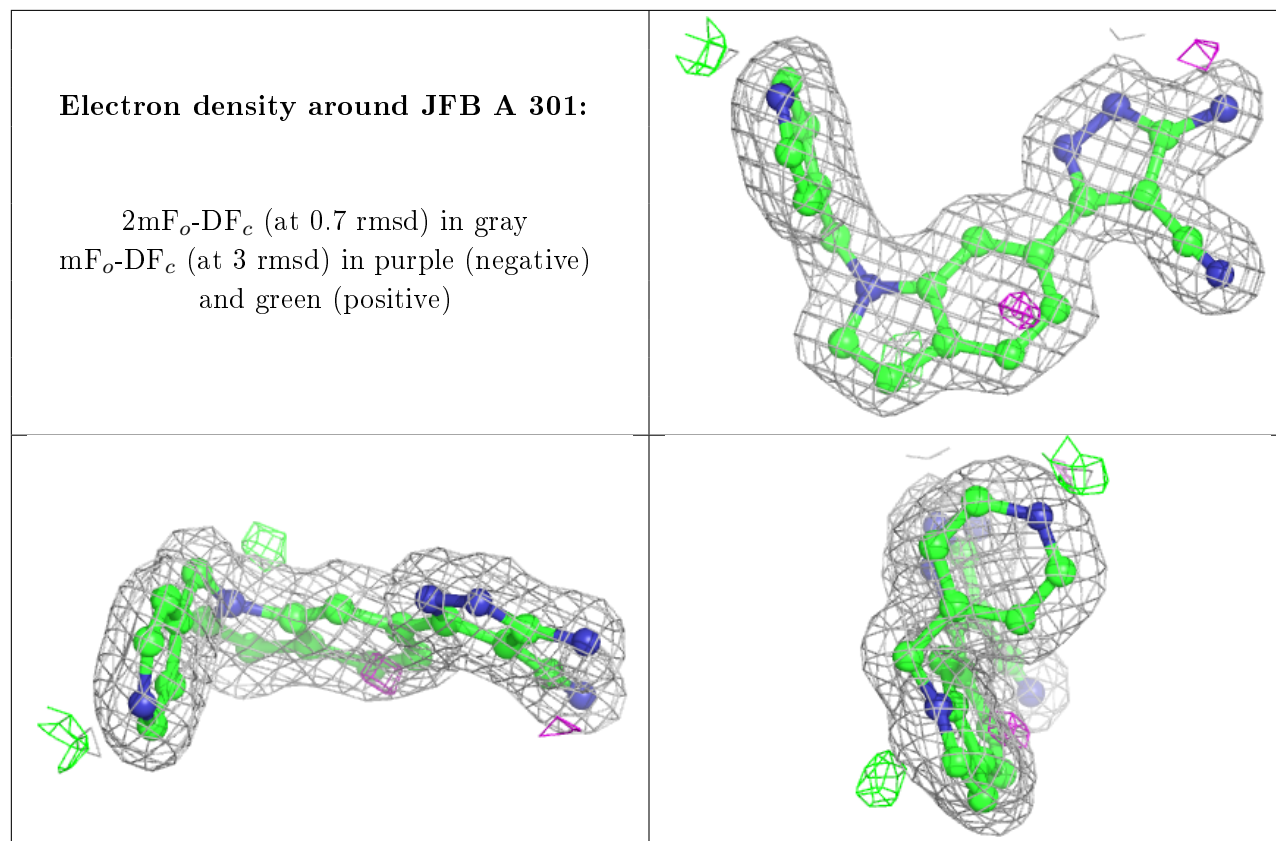 Electron density around JFB A 301:
2mFₒ-DF𝒸 (at 0.7 rmsd) in gray
mFₒ-DF𝒸 (at 3 rmsd) in purple (negative)
and green (positive)